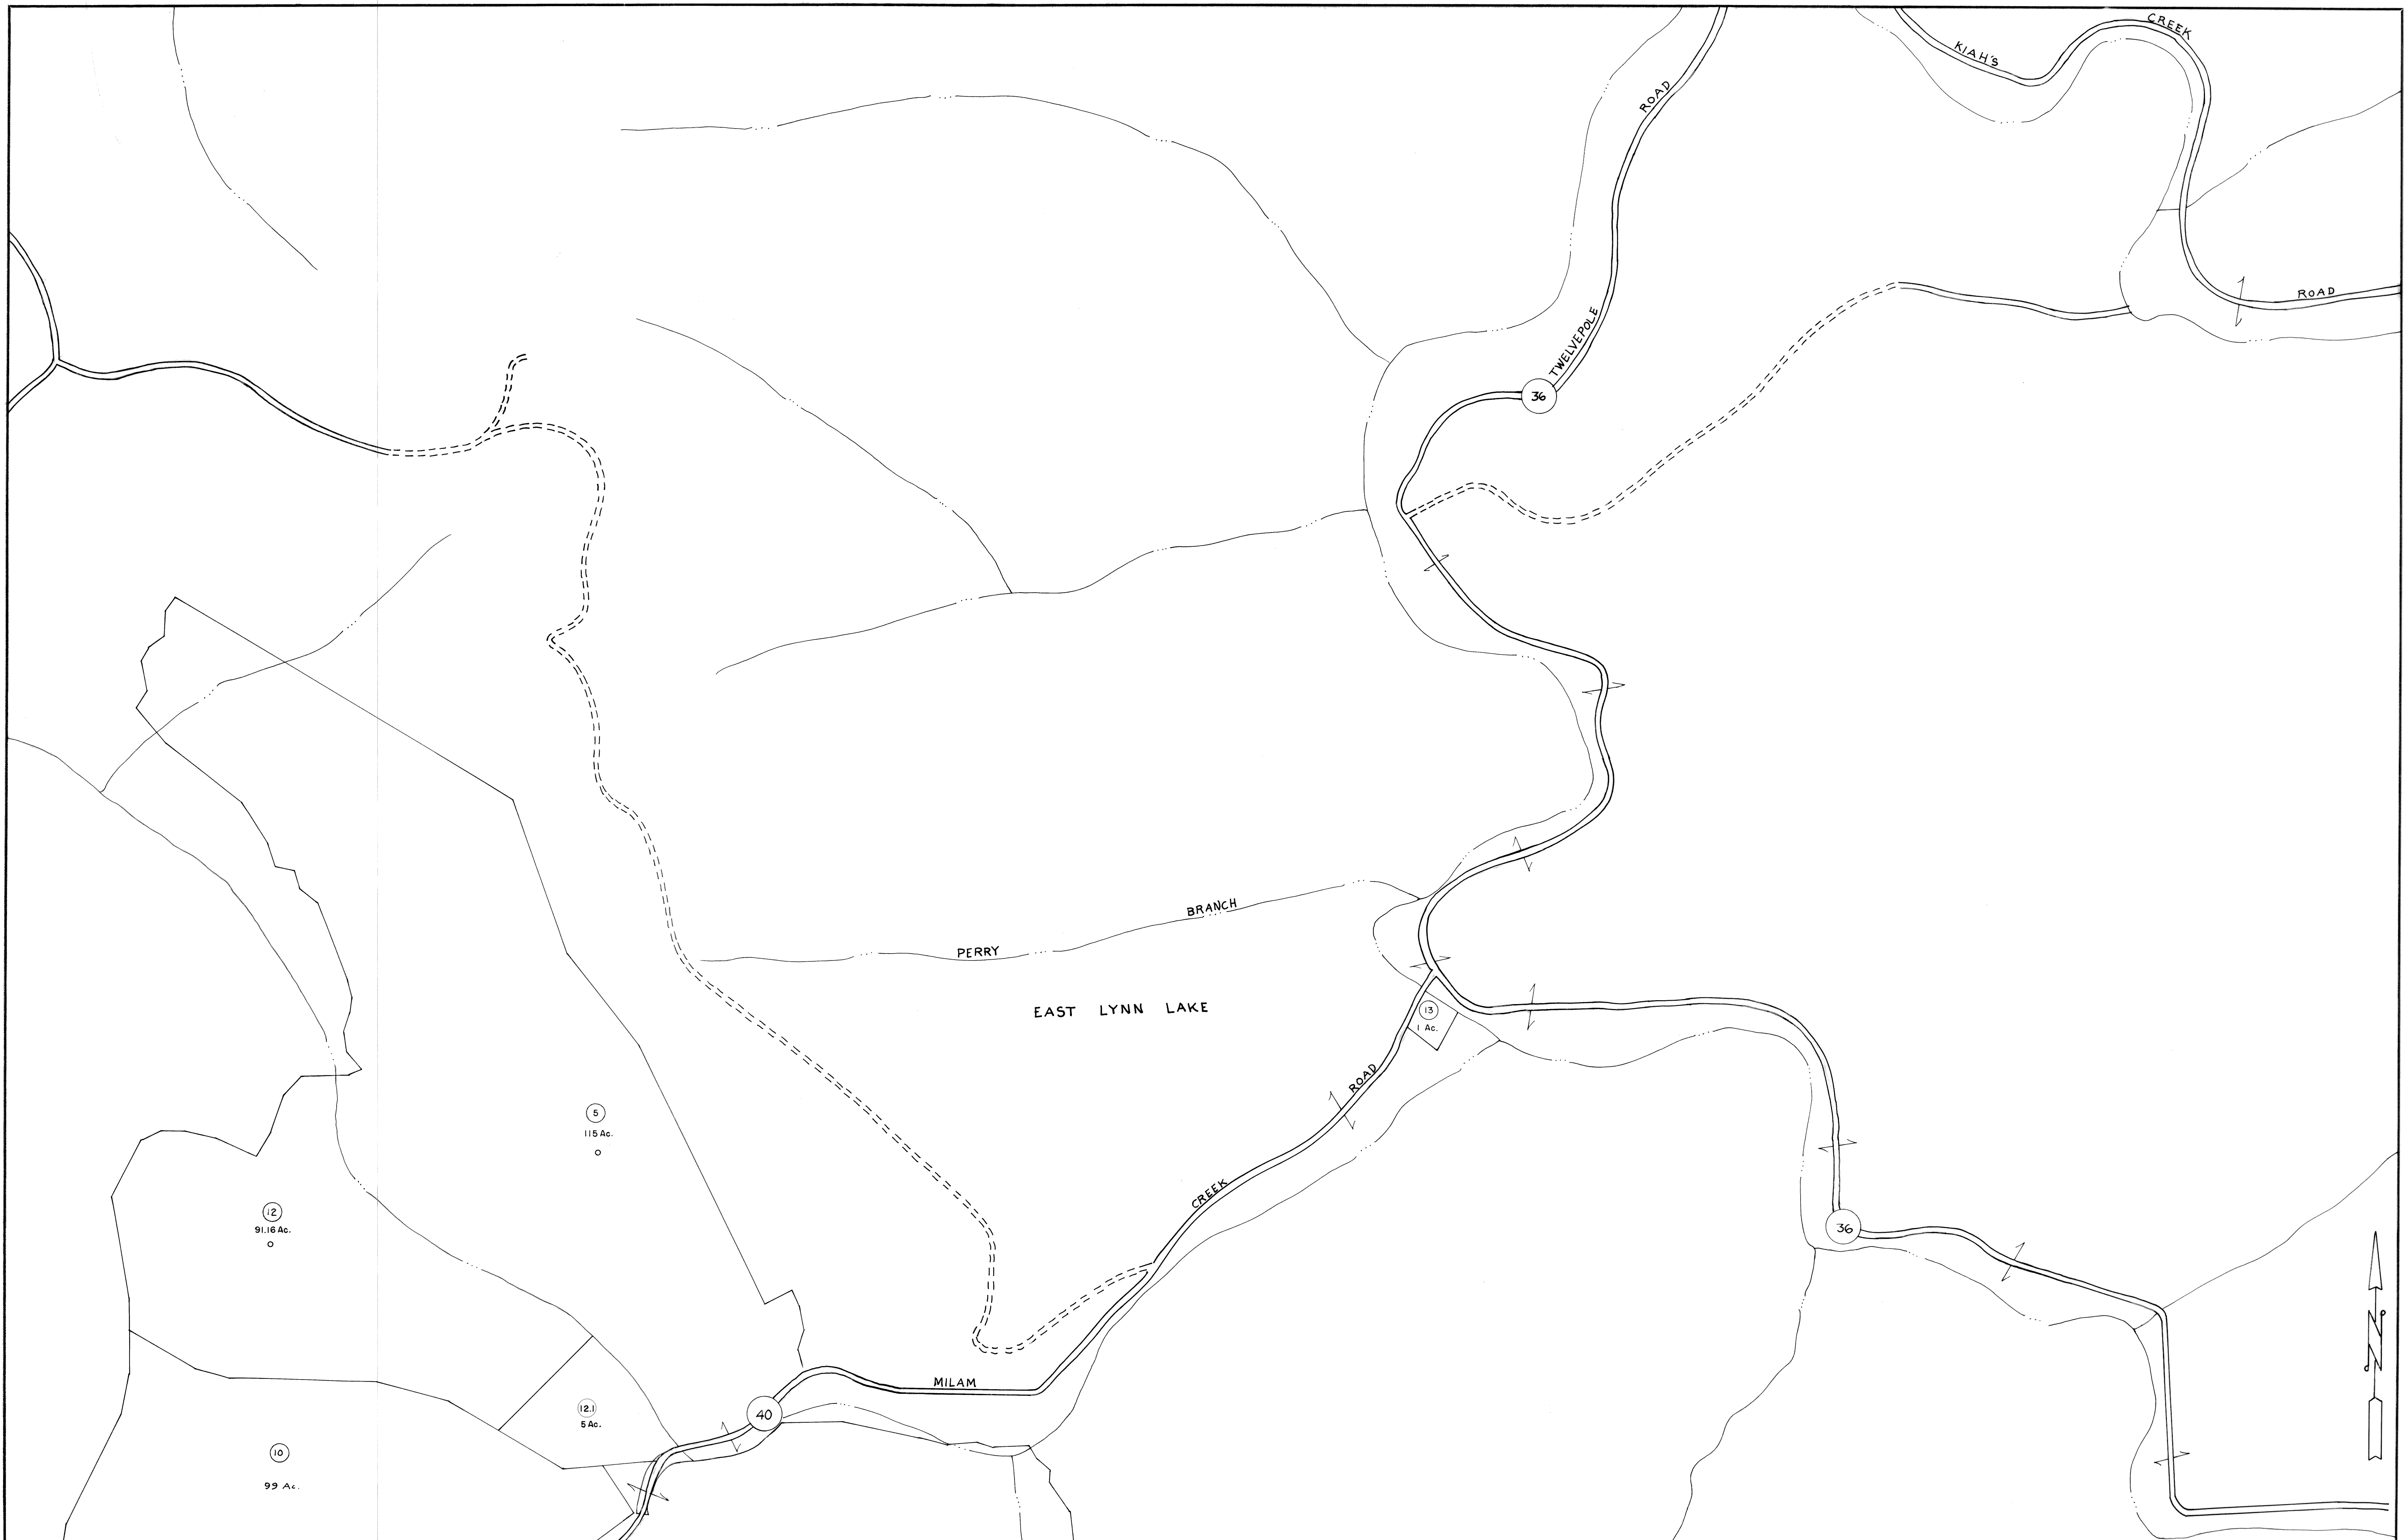 KIAH'S CREEK
ROAD
ROAD
TWELVEPOLE
36
BRANCH
PERRY
EAST LYNN LAKE
13
1 Ac.
ROAD
CREEK
MILAM
40
36
5
115 Ac.
12
91.16 Ac.
12.1
5 Ac.
10
99 Ac.
N